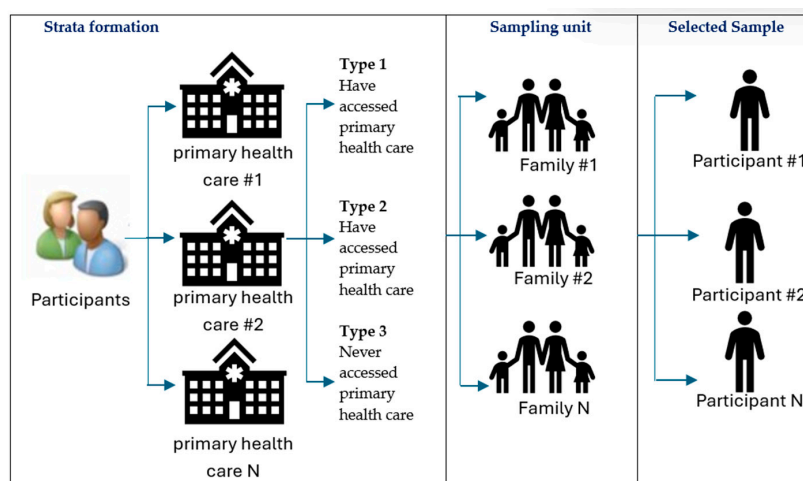 Strata formation
Sampling unit
Selected Sample
Participants
primary health
care #1
primary health
care #2
primary health
care N
Type 1
Have
accessed
primary
health care
Type 2
Have
accessed
primary
health care
Type 3
Never
accessed
primary
health care
Family #1
Family #2
Family N
Participant #1
Participant #2
Participant N